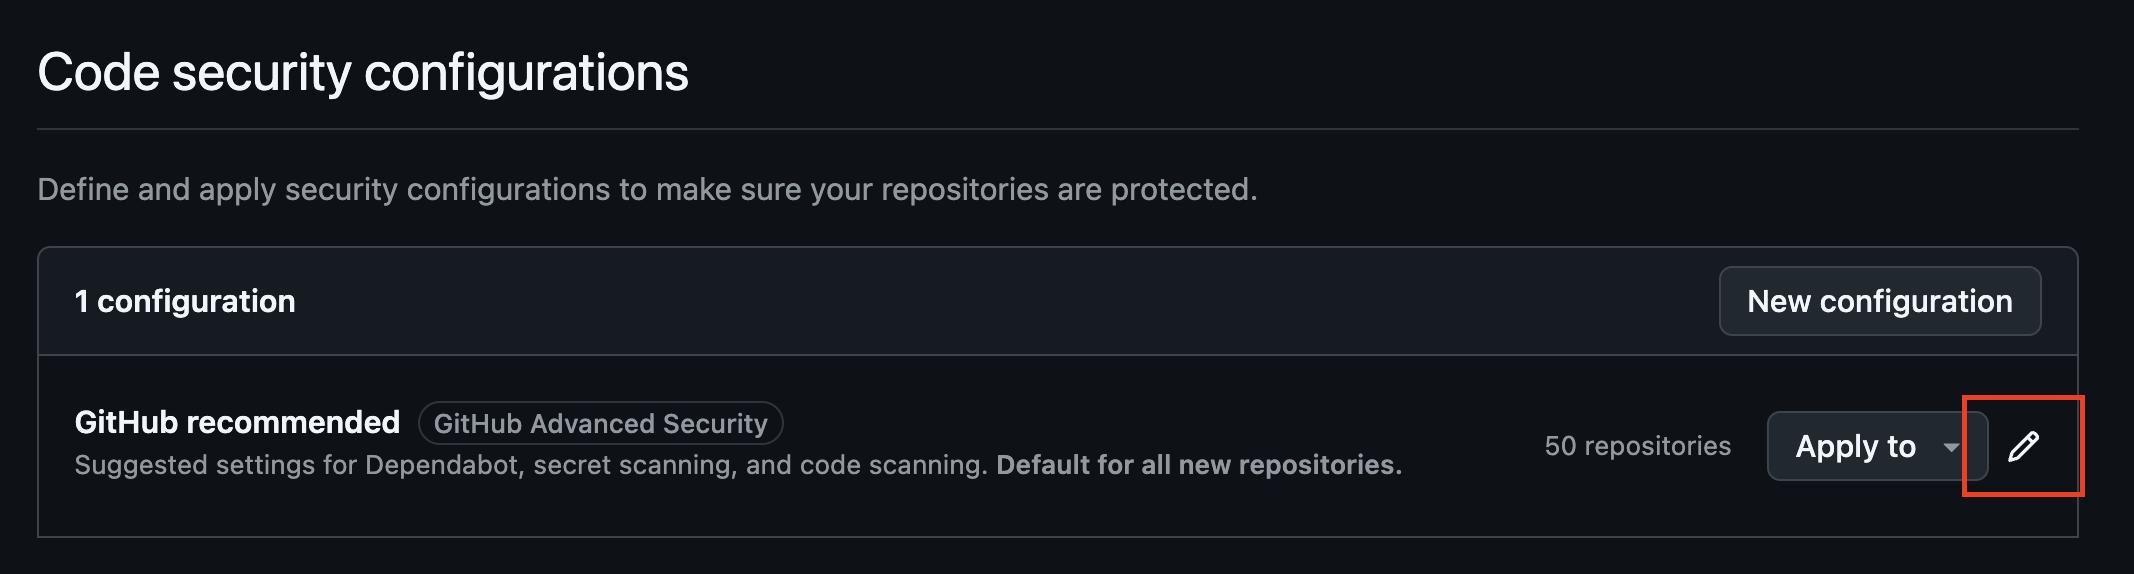 Code security configurations
Define and apply security configurations to make sure your repositories are protected.
1 configuration
New configuration
GitHub recommended GitHub Advanced Security
Suggested settings for Dependabot, secret scanning, and code scanning. Default for all new repositories.
50 repositories
Apply to